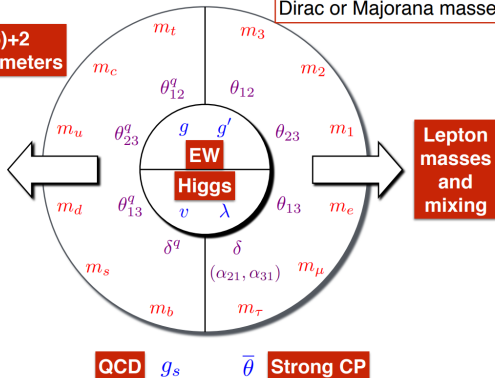 Dirac or Majorana masse
)+2
meters
m_t m_3
m_c m_2
θ^q_12 θ_12
m_u θ^q_23 g g′ θ_23 m_1
EW
Higgs
m_d θ^q_13 v λ θ_13 m_e
δ^q δ
m_s (α_21, α_31) m_μ
m_b m_τ
Lepton
masses
and
mixing
QCD g_s θ̅ Strong CP